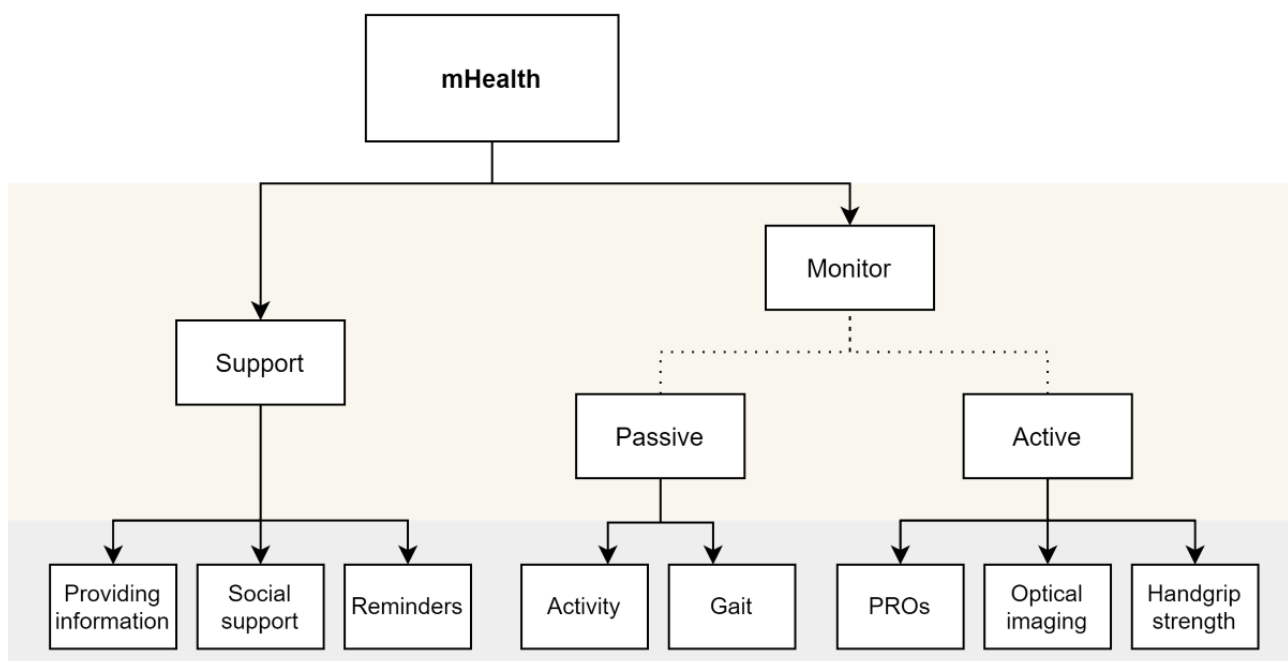 mHealth
Monitor
Support
Passive
Active
Providing
information
Social
support
Reminders
Activity
Gait
PROs
Optical
imaging
Handgrip
strength